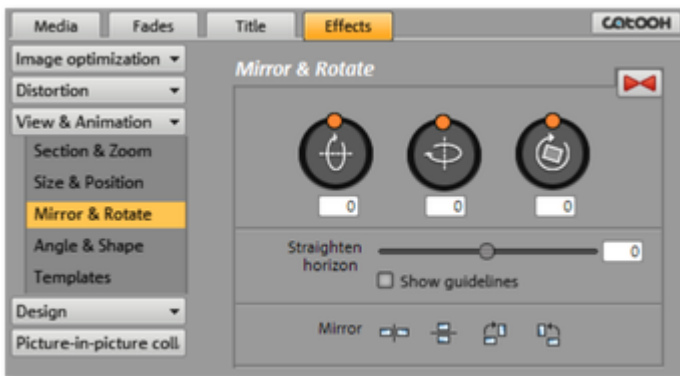 Media
Fades
Title
Effects
CATOOH
Image optimization
Distortion
View & Animation
Section & Zoom
Size & Position
Mirror & Rotate
Angle & Shape
Templates
Design
Picture-in-picture coll
Mirror & Rotate
0
0
0
Straighten
horizon
0
Show guidelines
Mirror